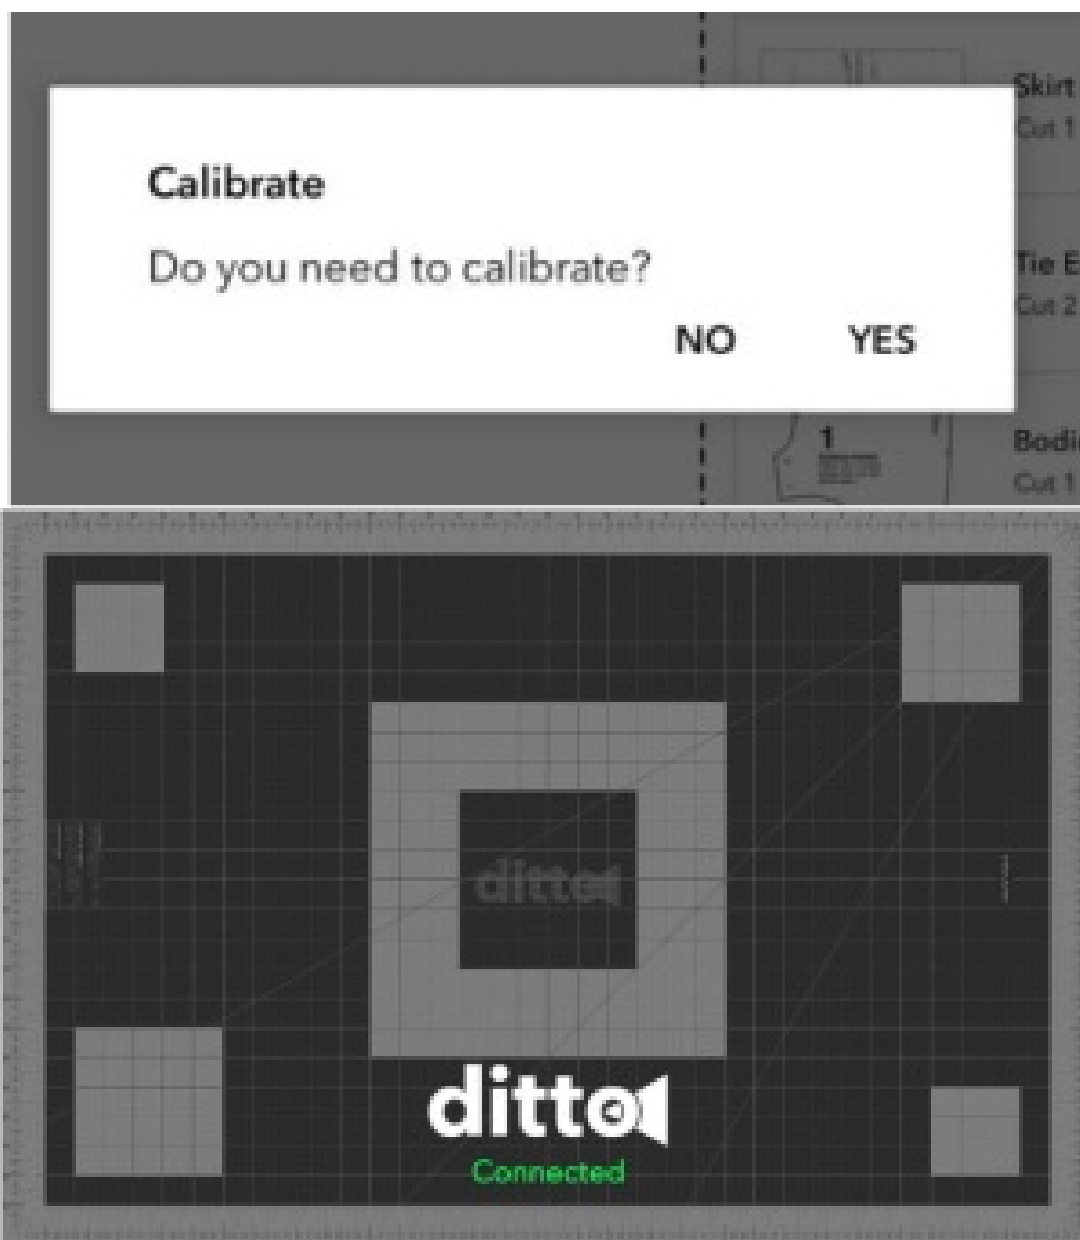 Skirt
Cut 1
Calibrate
Do you need to calibrate?
NO YES
Tie E
Cut 2
1
Bodi
Cut 1
ditto
ditto
Connected